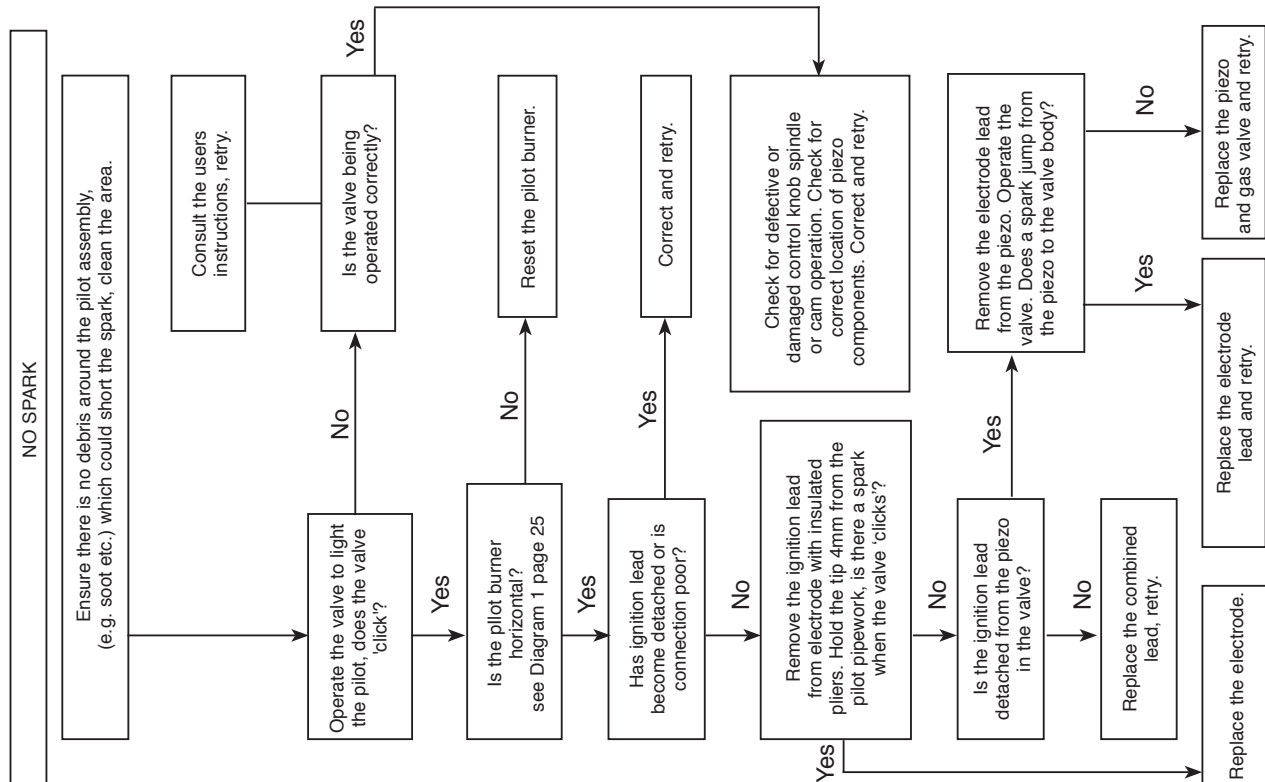 NO SPARK
Ensure there is no debris around the pilot assembly,
(e.g. soot etc.) which could short the spark, clean the area.
Consult the users
instructions, retry.
Operate the valve to light
the pilot, does the valve
'click'?
No
Is the valve being
operated correctly?
Yes
Yes
Is the pilot burner
horizontal?
see Diagram 1 page 25
No
Reset the pilot burner.
Yes
Has ignition lead
become detached or is
connection poor?
Yes
Correct and retry.
No
Remove the ignition lead
from electrode with insulated
pliers. Hold the tip 4mm from the
pilot pipework, is there a spark
when the valve ‘clicks’?
Check for defective or
damaged control knob spindle
or cam operation. Check for
correct location of piezo
components. Correct and retry.
Yes
No
Is the ignition lead
detached from the piezo
in the valve?
Yes
Remove the electrode lead
from the piezo. Operate the
valve. Does a spark jump from
the piezo to the valve body?
No
Replace the combined
lead, retry.
Yes
No
Replace the electrode.
Replace the electrode
lead and retry.
Replace the piezo
and gas valve and retry.